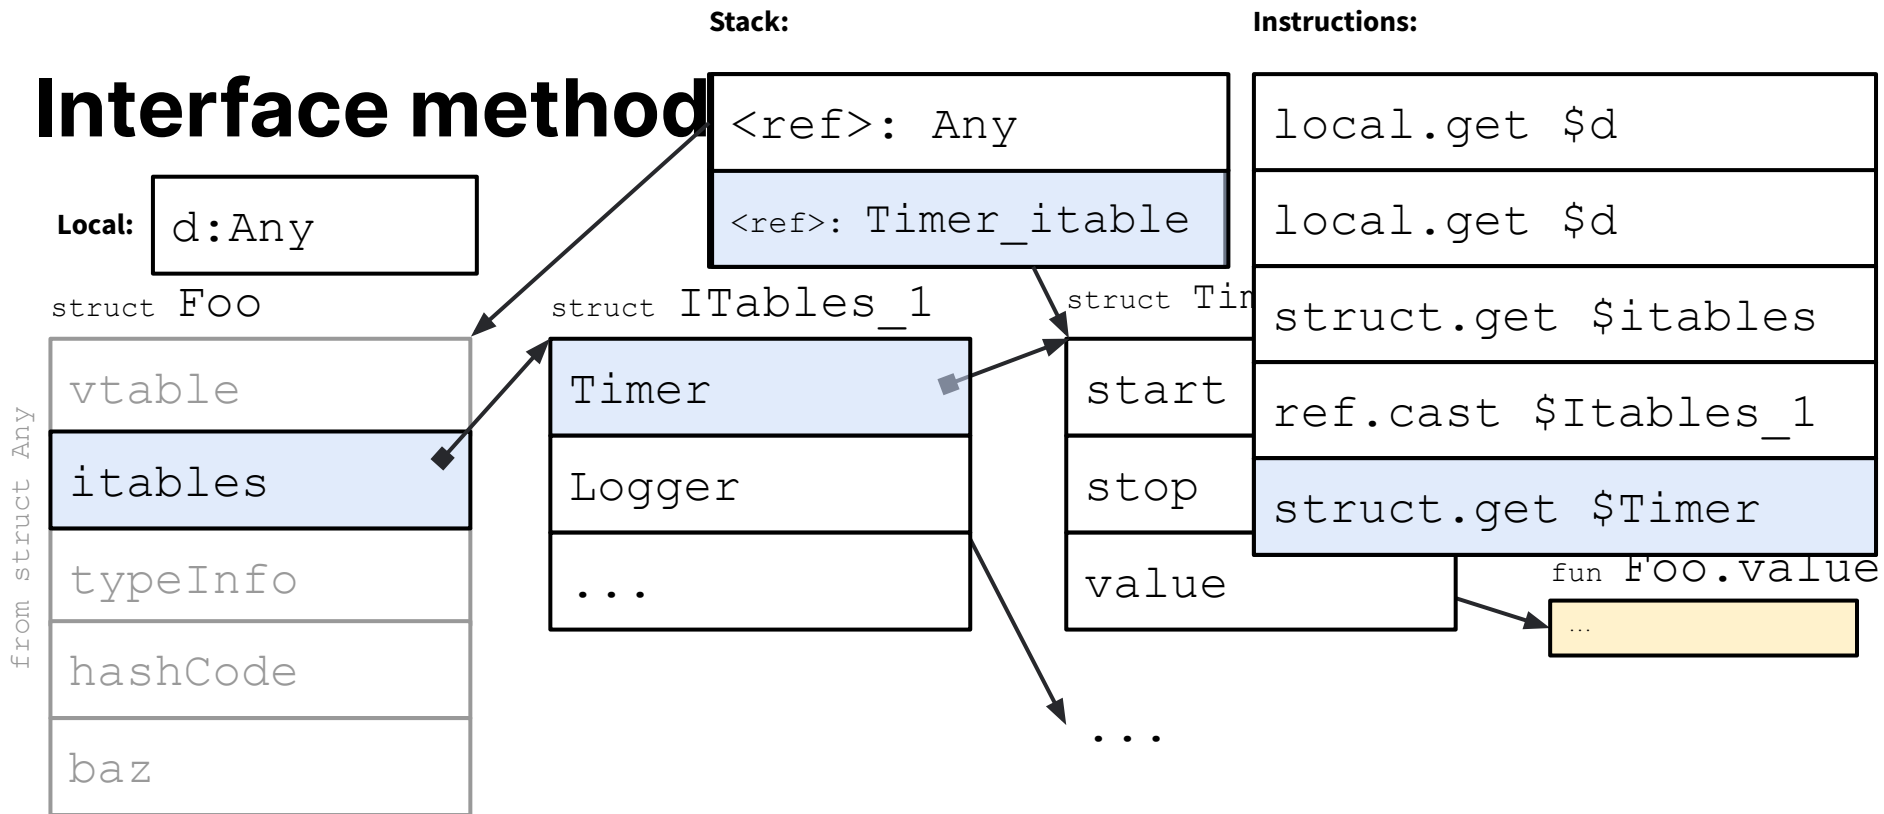 Stack:
Instructions:
Interface method
<ref>: Any
<ref>: Timer_itable
local.get $d
local.get $d
struct.get $itables
ref.cast $Itables_1
struct.get $Timer
Local:
d:Any
struct Foo
vtable
itables
typeInfo
hashCode
baz
from struct Any
struct ITables_1
Timer
Logger
...
struct
start
stop
value
...
fun Foo.value
...